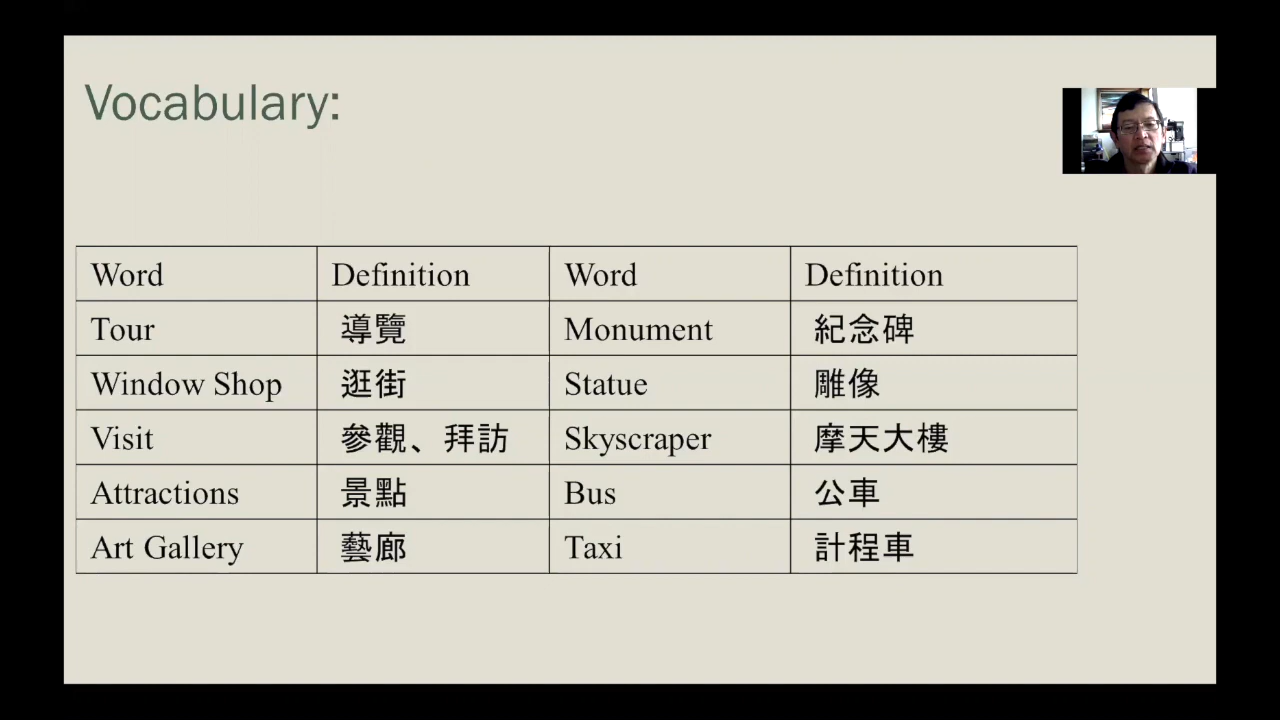 Vocabulary:
Word Definition Word Definition
Tour 導覽 Monument 紀念碑
Window Shop 逛街 Statue 雕像
Visit 參觀、拜訪 Skyscraper 摩天大樓
Attractions 景點 Bus 公車
Art Gallery 藝廊 Taxi 計程車